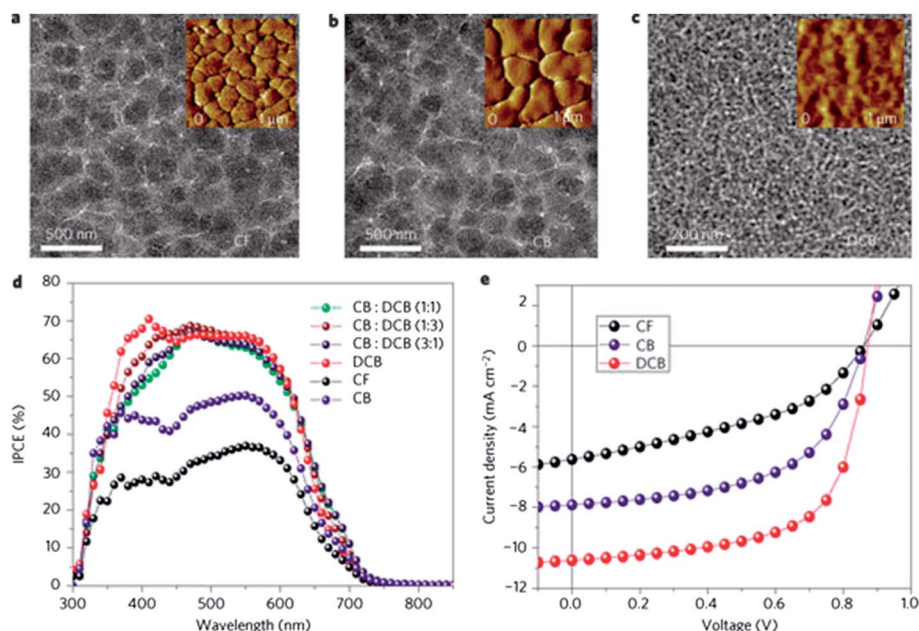 a
0 1 μm
500 nm
CF
b
0 1 μm
500 nm
CB
c
0 1 μm
200 nm
DCB
d
80
70
60
50
40
30
20
10
0
IPCE (%)
300 400 500 600 700 800
Wavelength (nm)
CB : DCB (1:1)
CB : DCB (1:3)
CB : DCB (3:1)
DCB
CF
CB
e
2
0
−2
−4
−6
−8
−10
−12
Current density (mA cm⁻²)
0.0 0.2 0.4 0.6 0.8 1.0
Voltage (V)
CF
CB
DCB